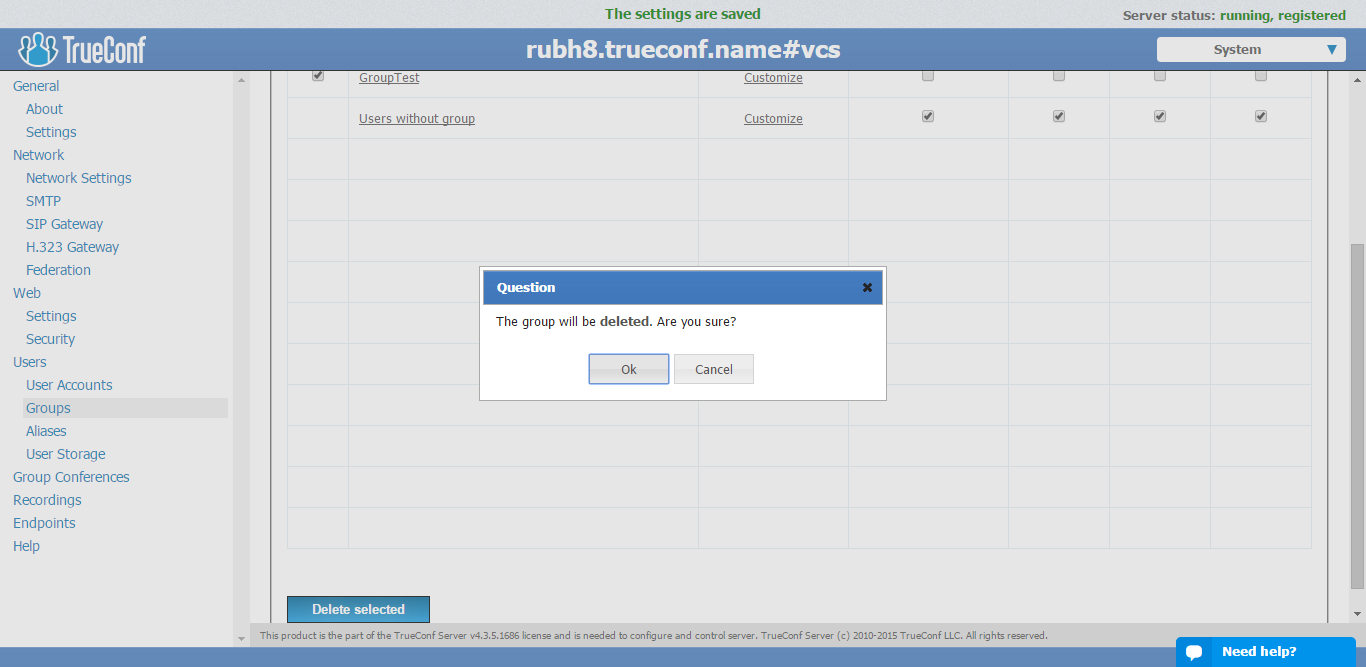 The settings are saved
Server status: running, registered
TrueConf
rubh8.trueconf.name#vcs
System
General
About
Settings
Network
Network Settings
SMTP
SIP Gateway
H.323 Gateway
Federation
Web
Settings
Security
Users
User Accounts
Groups
Aliases
User Storage
Group Conferences
Recordings
Endpoints
Help
GroupTest Customize
Users without group Customize
Question
The group will be deleted. Are you sure?
Ok Cancel
Delete selected
This product is the part of the TrueConf Server v4.3.5.1686 license and is needed to configure and control server. TrueConf Server (c) 2010-2015 TrueConf LLC. All rights reserved.
Need help?